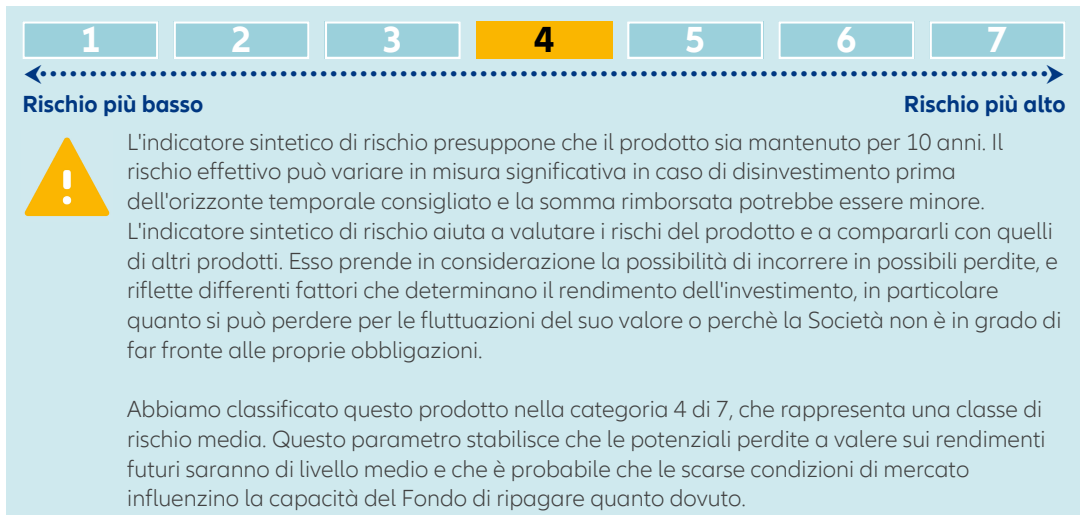 1 2 3 4 5 6 7
Rischio più basso Rischio più alto
L'indicatore sintetico di rischio presuppone che il prodotto sia mantenuto per 10 anni. Il
rischio effettivo può variare in misura significativa in caso di disinvestimento prima
dell'orizzonte temporale consigliato e la somma rimborsata potrebbe essere minore.
L'indicatore sintetico di rischio aiuta a valutare i rischi del prodotto e a compararli con quelli
di altri prodotti. Esso prende in considerazione la possibilità di incorrere in possibili perdite, e
riflette differenti fattori che determinano il rendimento dell'investimento, in particolare
quanto si può perdere per le fluttuazioni del suo valore o perchè la Società non è in grado di
far fronte alle proprie obbligazioni.
Abbiamo classificato questo prodotto nella categoria 4 di 7, che rappresenta una classe di
rischio media. Questo parametro stabilisce che le potenziali perdite a valere sui rendimenti
futuri saranno di livello medio e che è probabile che le scarse condizioni di mercato
influenzino la capacità del Fondo di ripagare quanto dovuto.